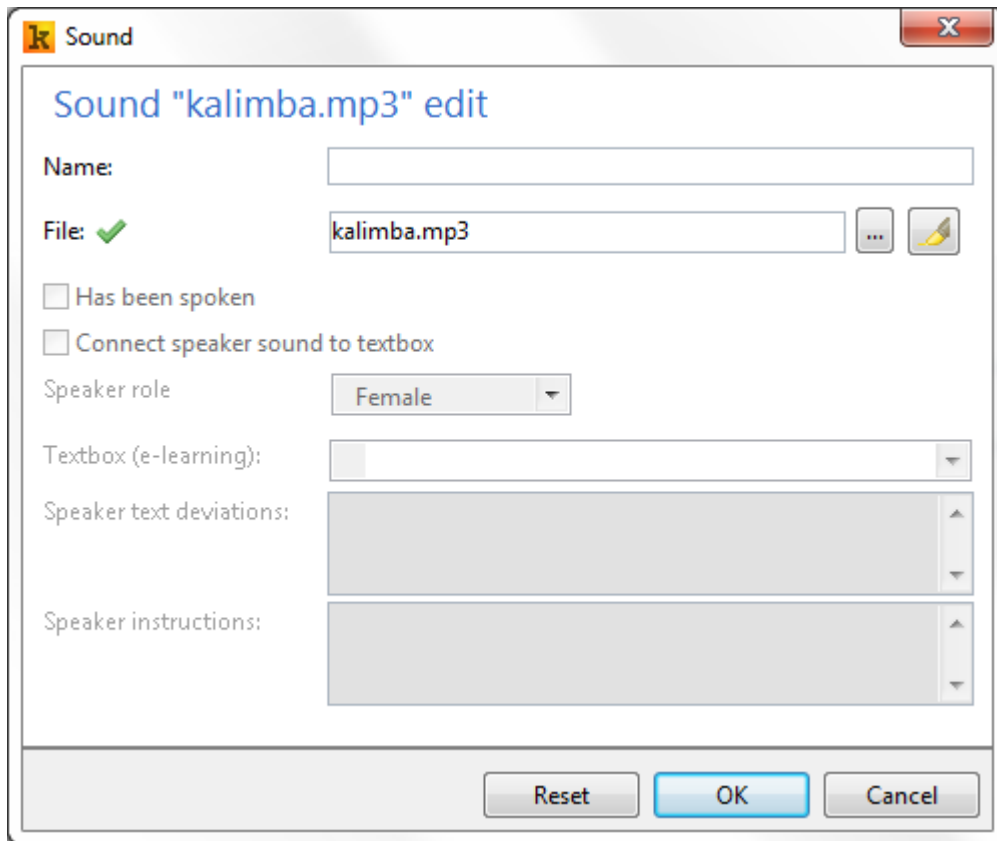 k Sound
Sound "kalimba.mp3" edit
Name:
File: kalimba.mp3 ...
Has been spoken
Connect speaker sound to textbox
Speaker role Female
Textbox (e-learning):
Speaker text deviations:
Speaker instructions:
Reset OK Cancel